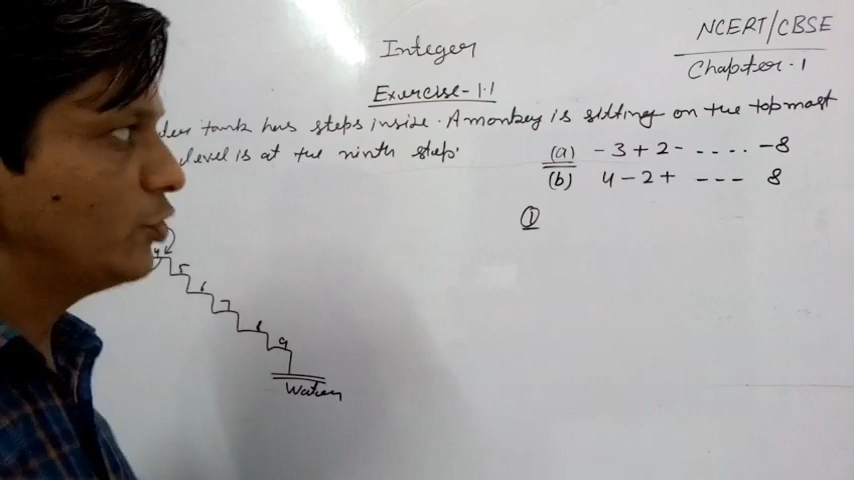 Integer
NCERT/CBSE
Chapter.1
Exercise-1.1
tank has steps inside. A monkey is sitting on the topmost
level is at the ninth step.
(a) -3+2- ..... -8
(b) 4-2+ --- 8
①
4
5
6
7
8
9
Water